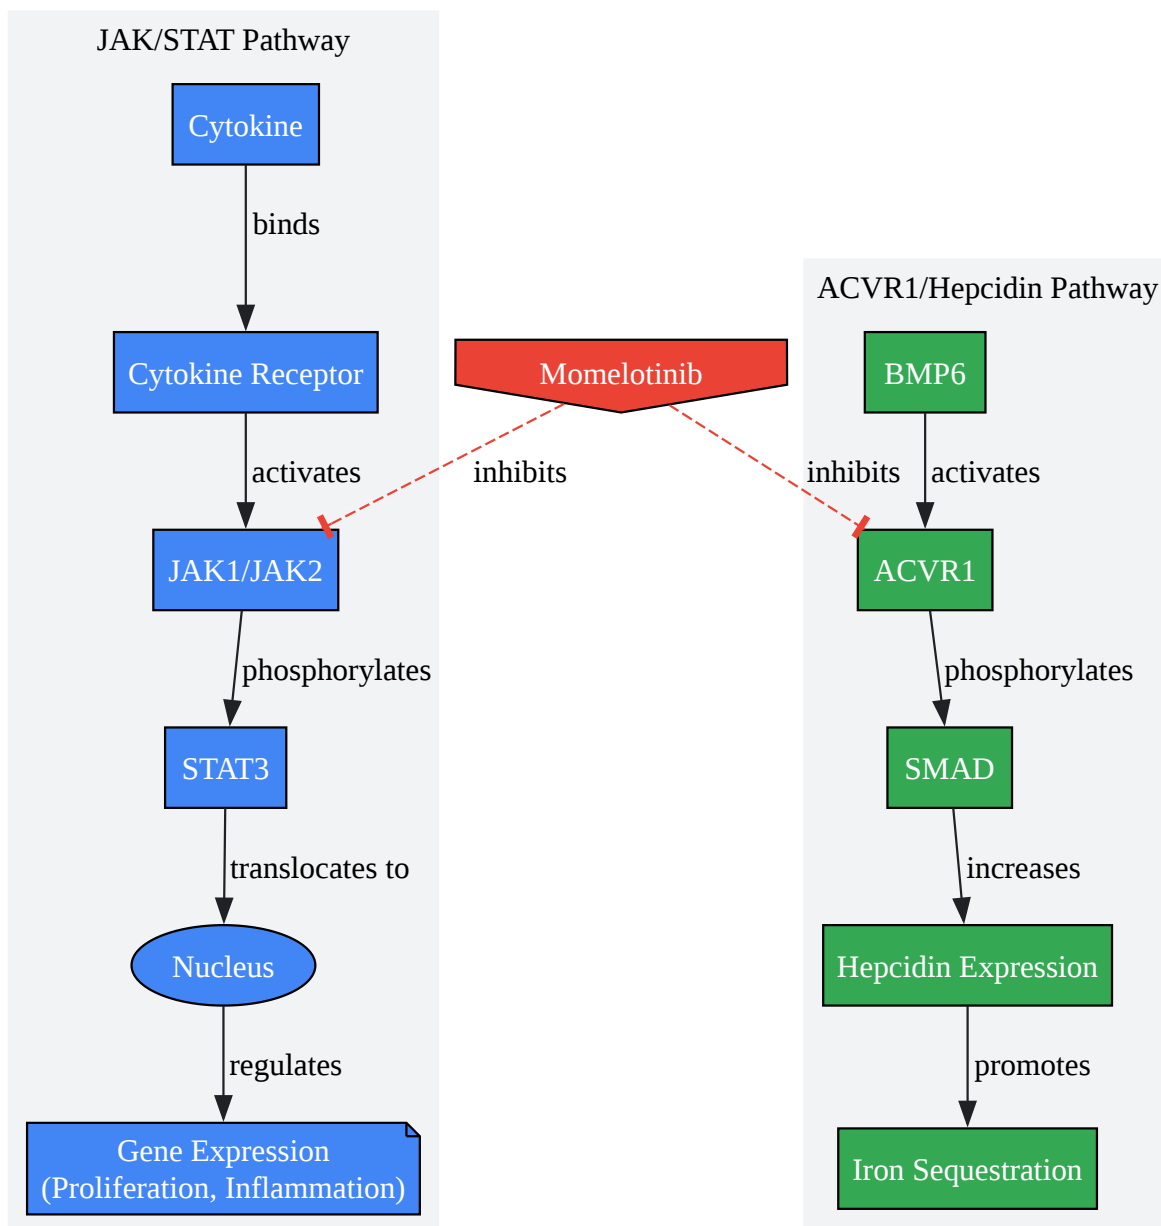 JAK/STAT Pathway
Cytokine
binds
Cytokine Receptor
activates
JAK1/JAK2
phosphorylates
STAT3
translocates to
Nucleus
regulates
Gene Expression
(Proliferation, Inflammation)
Momelotinib
inhibits
inhibits
ACVR1/Hepcidin Pathway
BMP6
activates
ACVR1
phosphorylates
SMAD
increases
Hepcidin Expression
promotes
Iron Sequestration